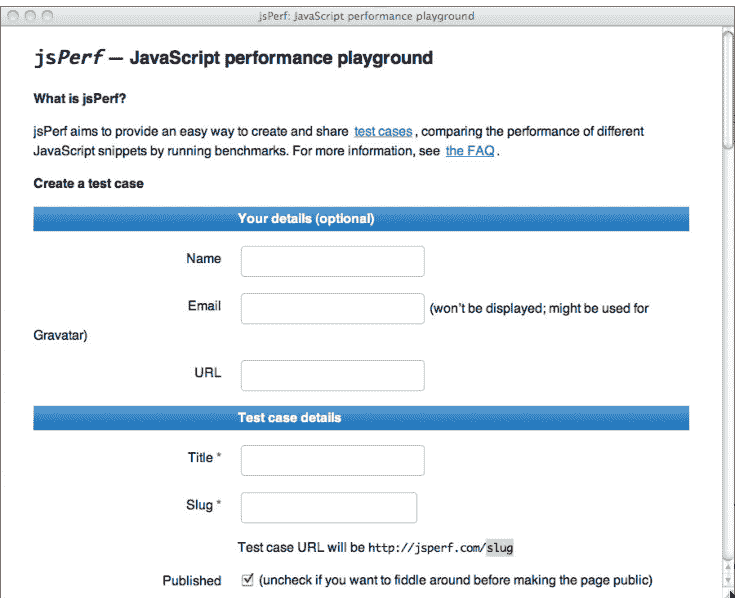 jsPerf: JavaScript performance playground
jsPerf — JavaScript performance playground
What is jsPerf?
jsPerf aims to provide an easy way to create and share test cases, comparing the performance of different
JavaScript snippets by running benchmarks. For more information, see the FAQ.
Create a test case
Your details (optional)
Name
Email (won't be displayed; might be used for
Gravatar)
URL
Test case details
Title *
Slug *
Test case URL will be http://jsperf.com/slug
Published (uncheck if you want to fiddle around before making the page public)